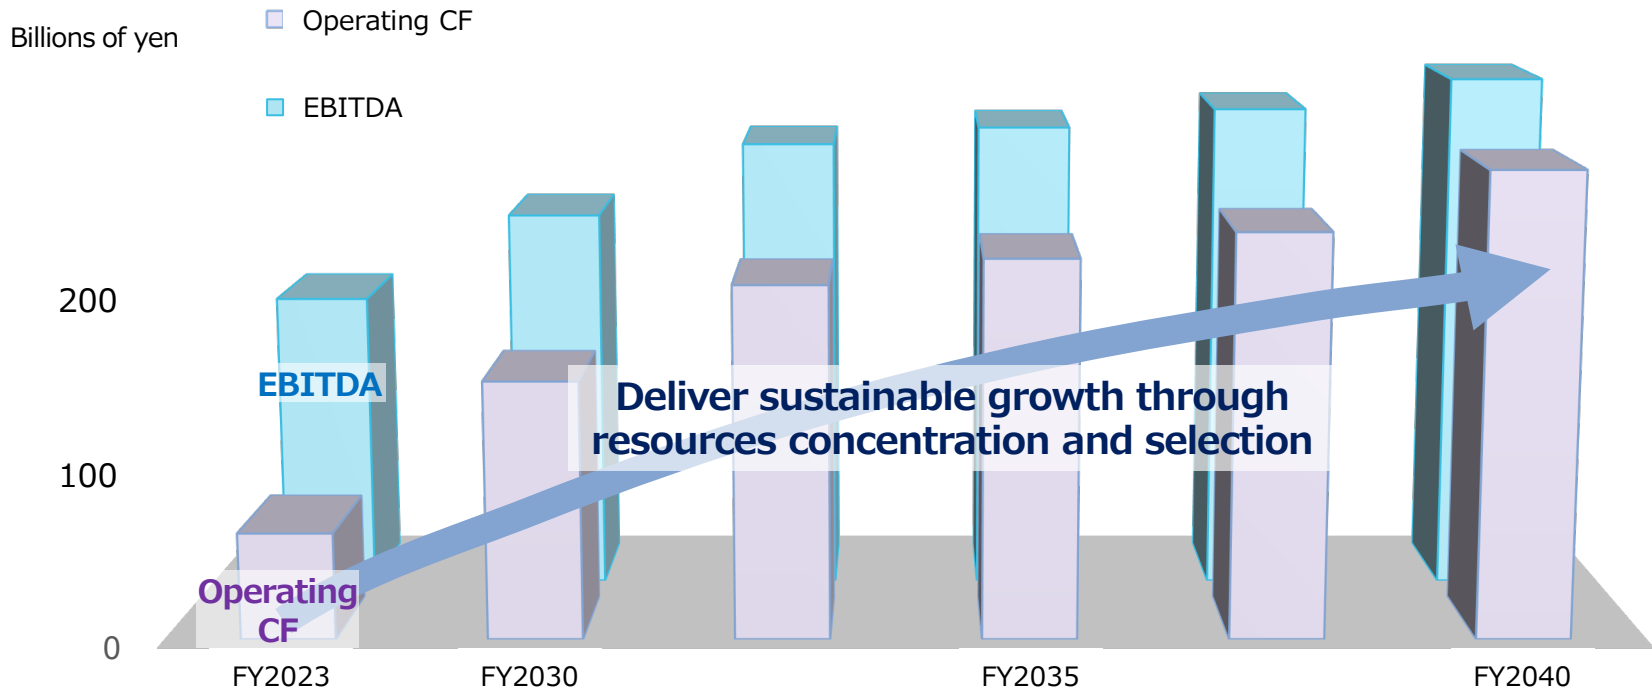 Billions of yen
Operating CF
EBITDA
200
100
0
EBITDA
Operating
CF
Deliver sustainable growth through
resources concentration and selection
FY2023
FY2030
FY2035
FY2040